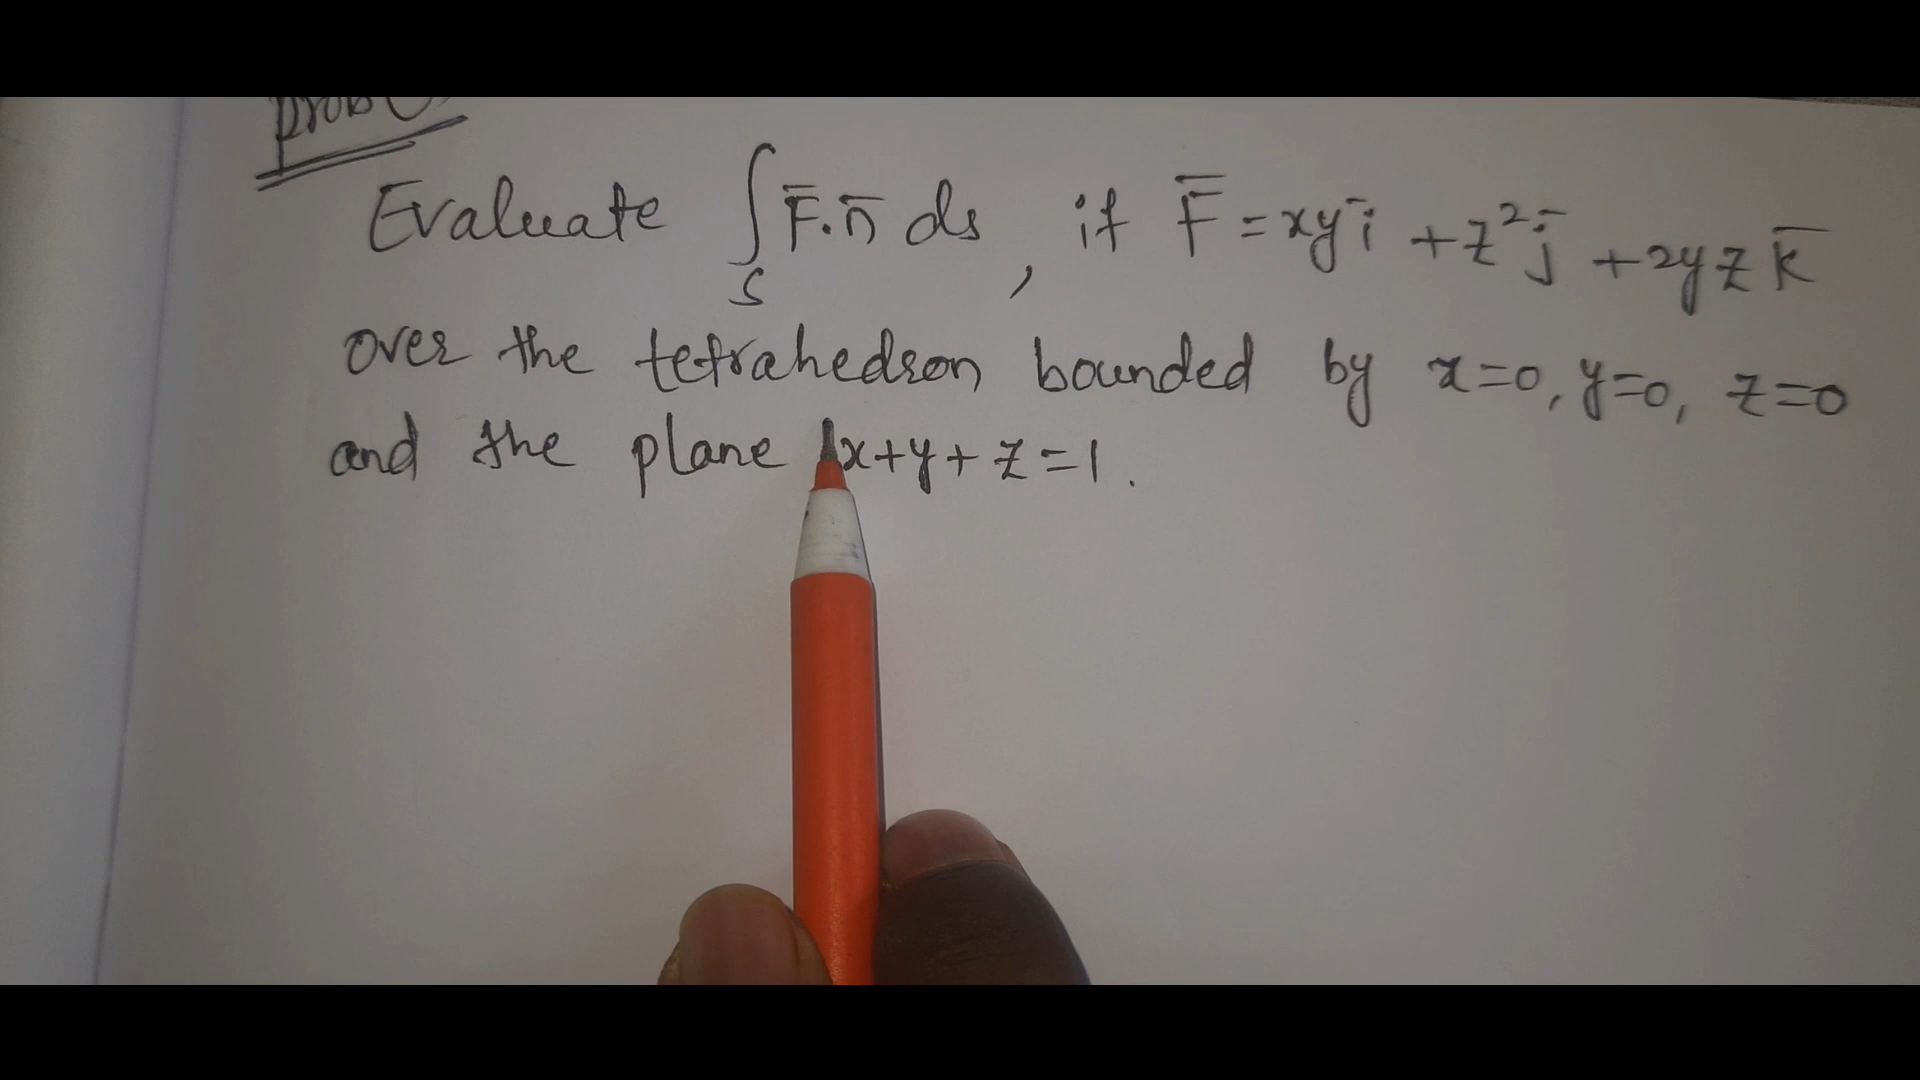 Evaluate ∫_S F̅.n̅ ds, if F̅ = xy i̅ + z² j̅ + 2yz k̅
over the tetrahedron bounded by x=0, y=0, z=0
and the plane x+y+z=1.